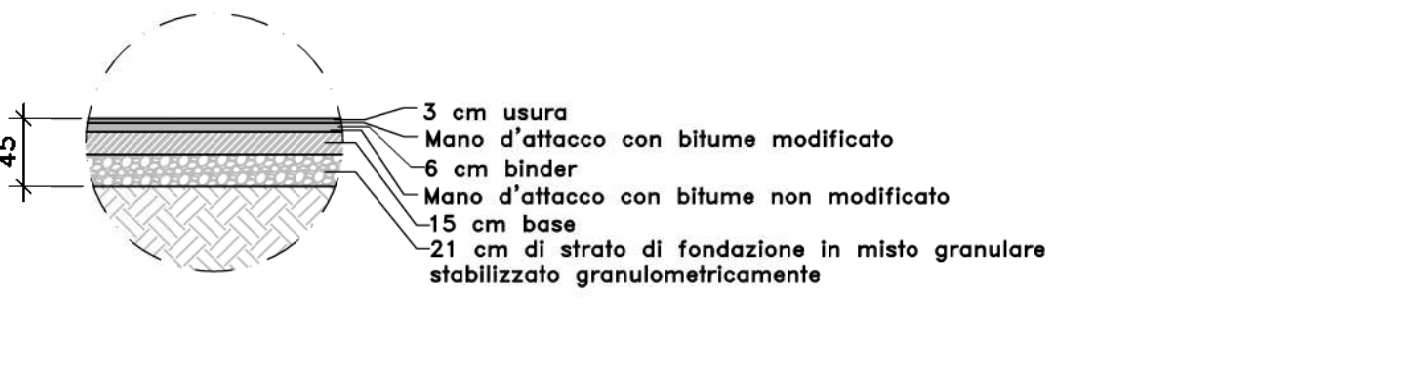 45
3 cm usura
Mano d'attacco con bitume modificato
6 cm binder
Mano d'attacco con bitume non modificato
15 cm base
21 cm di strato di fondazione in misto granulare
stabilizzato granulometricamente